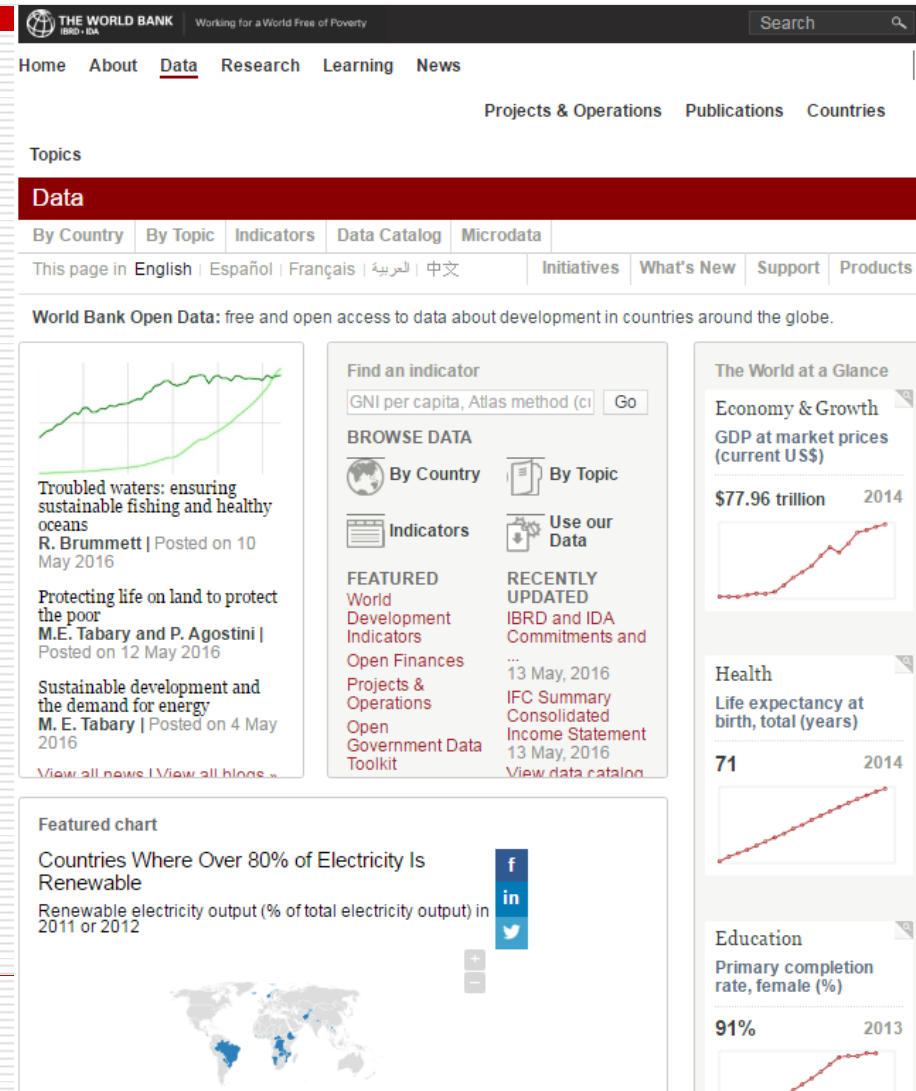 THE WORLD BANK
IBRD • IDA
Working for a World Free of Poverty
Search
Home About Data Research Learning News
Projects & Operations Publications Countries
Topics
Data
By Country By Topic Indicators Data Catalog Microdata
This page in English | Español | Français | العربية | 中文
Initiatives What's New Support Products
World Bank Open Data: free and open access to data about development in countries around the globe.
Troubled waters: ensuring
sustainable fishing and healthy
oceans
R. Brummett | Posted on 10
May 2016
Protecting life on land to protect
the poor
M.E. Tabary and P. Agostini |
Posted on 12 May 2016
Sustainable development and
the demand for energy
M. E. Tabary | Posted on 4 May
2016
View all news | View all blogs »
Find an indicator
GNI per capita, Atlas method (cu
Go
BROWSE DATA
By Country
By Topic
Indicators
Use our
Data
FEATURED
World
Development
Indicators
Open Finances
Projects &
Operations
Open
Government Data
Toolkit
RECENTLY
UPDATED
IBRD and IDA
Commitments and
...
13 May, 2016
IFC Summary
Consolidated
Income Statement
13 May, 2016
View data catalog
The World at a Glance
Economy & Growth
GDP at market prices
(current US$)
$77.96 trillion 2014
Health
Life expectancy at
birth, total (years)
71 2014
Education
Primary completion
rate, female (%)
91% 2013
Featured chart
Countries Where Over 80% of Electricity Is
Renewable
Renewable electricity output (% of total electricity output) in
2011 or 2012
f
in
+
−